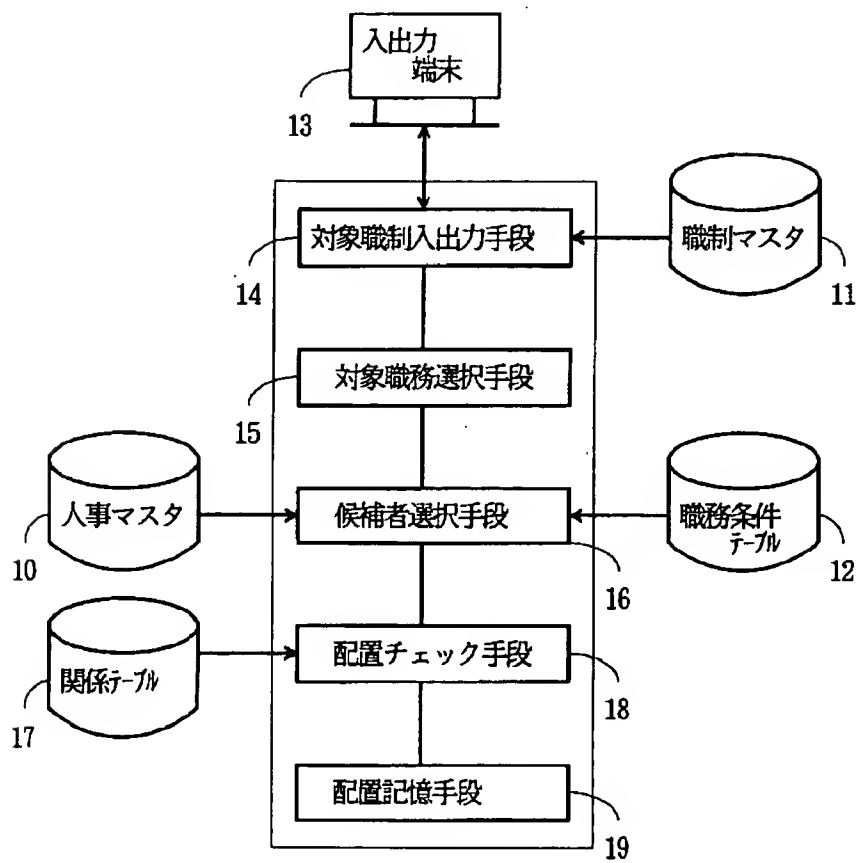 入出力
端末
13
対象職制入出力手段
14
職制マスタ
11
対象職務選択手段
15
人事マスタ
10
候補者選択手段
16
職務条件
テーブル
12
関係テーブル
17
配置チェック手段
18
配置記憶手段
19